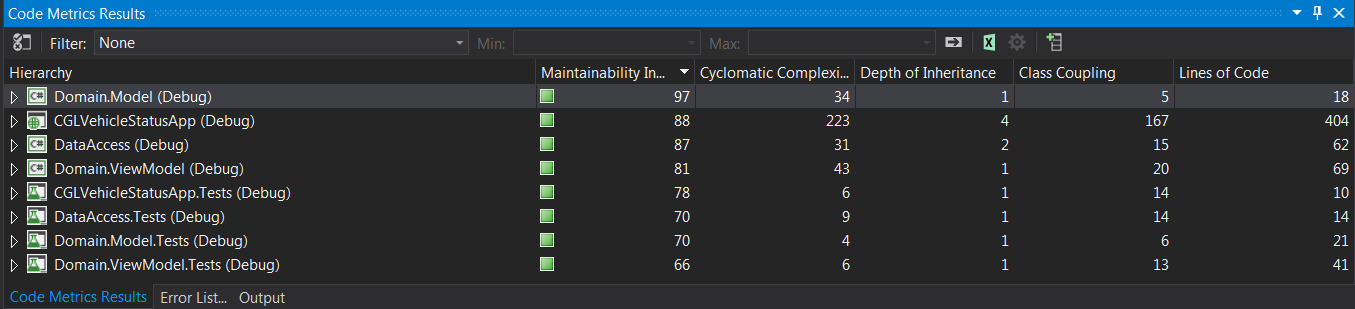 Code Metrics Results
Filter: None Min: Max:
Hierarchy Maintainability In... Cyclomatic Complexi... Depth of Inheritance Class Coupling Lines of Code
C# Domain.Model (Debug) 97 34 1 5 18
CGLVehicleStatusApp (Debug) 88 223 4 167 404
C# DataAccess (Debug) 87 31 2 15 62
C# Domain.ViewModel (Debug) 81 43 1 20 69
CGLVehicleStatusApp.Tests (Debug) 78 6 1 14 10
DataAccess.Tests (Debug) 70 9 1 14 14
Domain.Model.Tests (Debug) 70 4 1 6 21
Domain.ViewModel.Tests (Debug) 66 6 1 13 41
Code Metrics Results Error List... Output